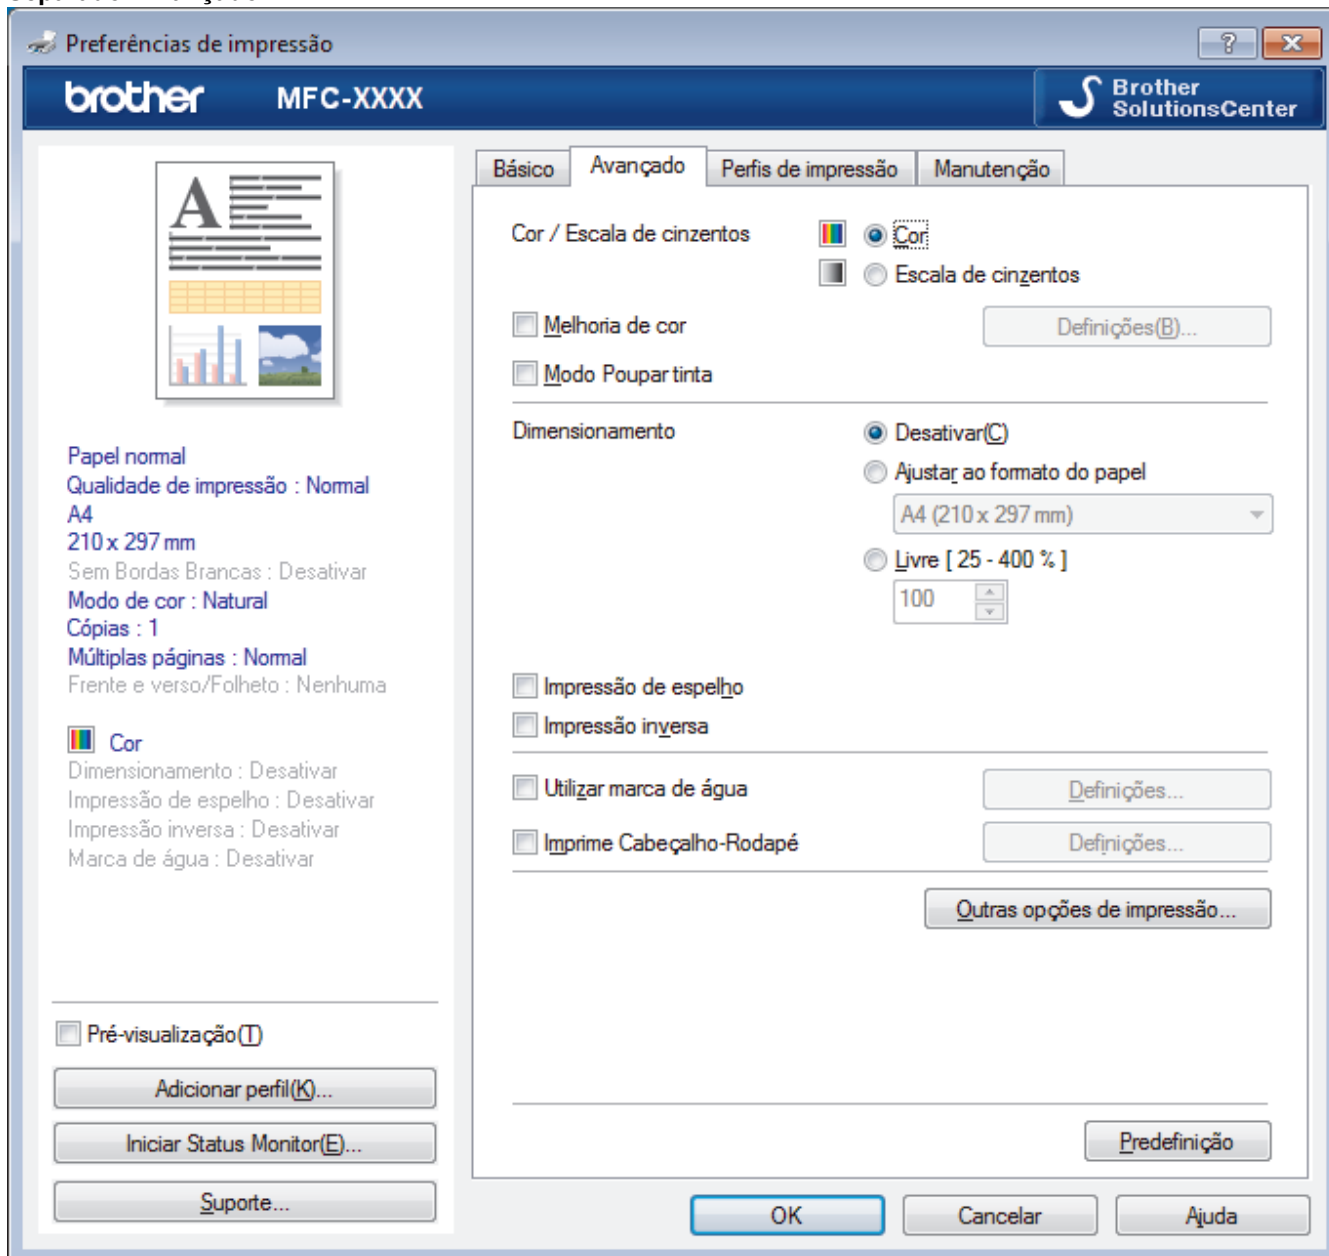 Preferências de impressão
brother MFC-XXXX Brother SolutionsCenter
Básico Avançado Perfis de impressão Manutenção
A
Papel normal
Qualidade de impressão : Normal
A4
210 x 297 mm
Sem Bordas Brancas : Desativar
Modo de cor : Natural
Cópias : 1
Múltiplas páginas : Normal
Frente e verso/Folheto : Nenhuma
Cor
Dimensionamento : Desativar
Impressão de espelho : Desativar
Impressão inversa : Desativar
Marca de água : Desativar
Pré-visualização(T)
Adicionar perfil(K)...
Iniciar Status Monitor(E)...
Suporte...
Cor / Escala de cinzentos
Cor
Escala de cinzentos
Melhoria de cor
Definições(B)...
Modo Poupar tinta
Dimensionamento
Desativar(C)
Ajustar ao formato do papel
A4 (210 x 297 mm)
Livre [ 25 - 400 % ]
100
Impressão de espelho
Impressão inversa
Utilizar marca de água
Definições...
Imprime Cabeçalho-Rodapé
Definições...
Outras opções de impressão...
Predefinição
OK Cancelar Ajuda